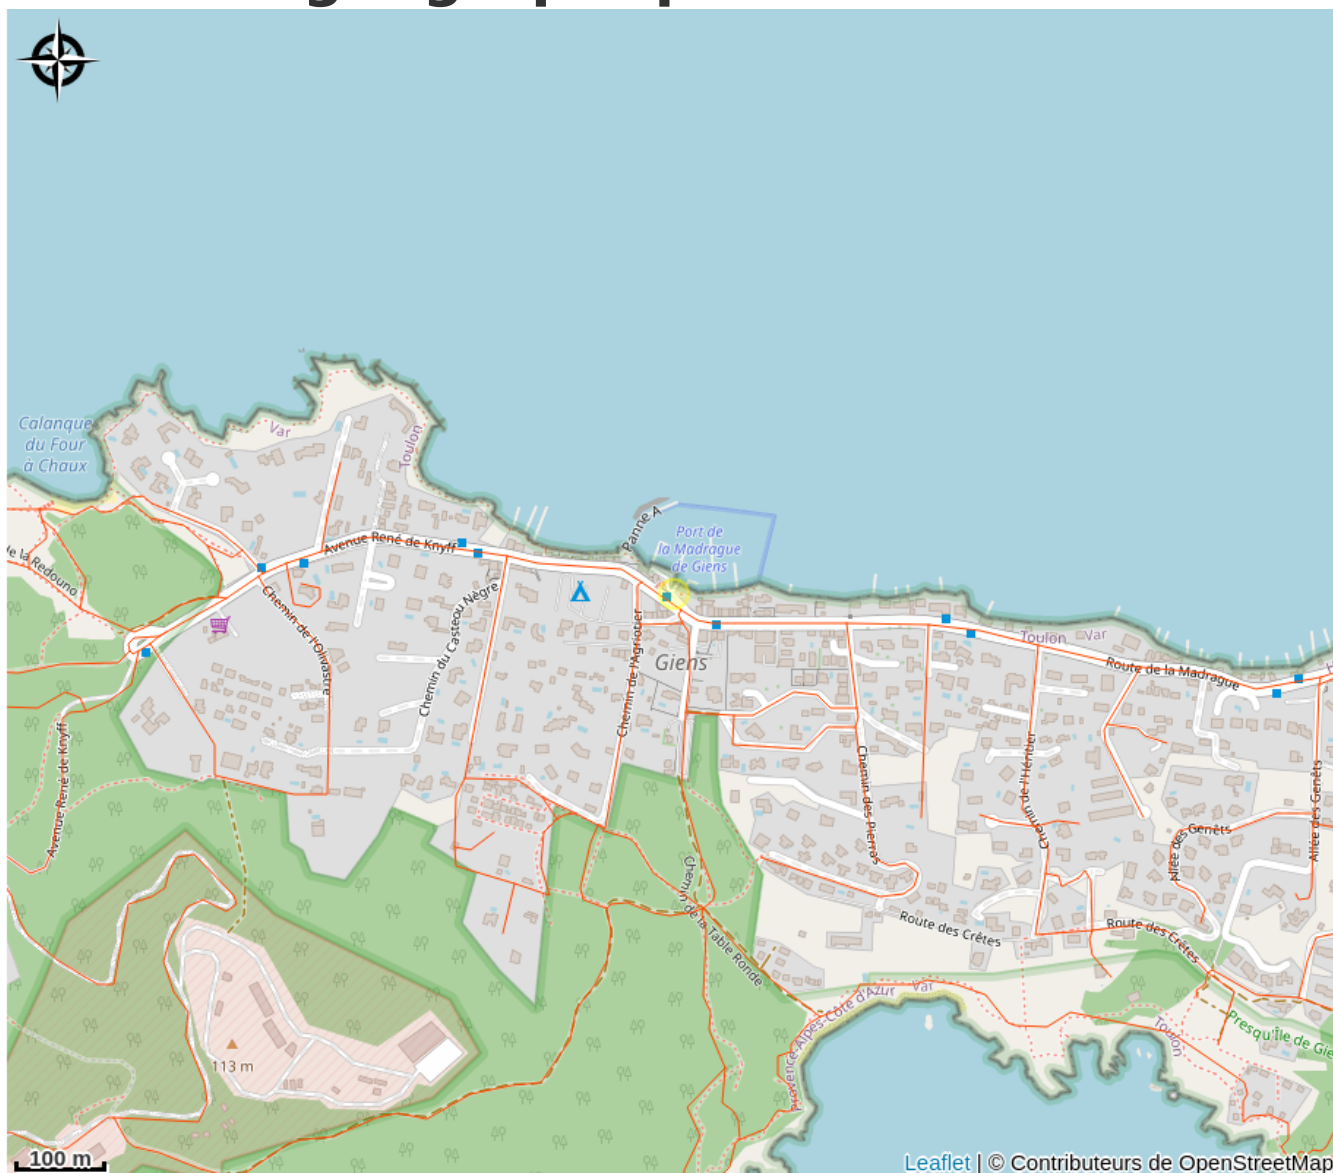 Calanque
du Four
à Chaux
Var
Toulon
Panne A
Port de
la Madrague
de Giens
Avenue René de Knyff
de la Redouno
Chemin de l'Olivastre
Chemin du Casteou Nègre
Chemin de l'Agriotier
Giens
Toulon
Var
Route de la Madrague
Avenue René de Knyff
Chemin des Pierras
Chemin de l'Héritier
Allée des Genêts
Allée des Genêts
Chemin de la Table Ronde
Route des Crêtes
Route des Crêtes
Provence-Alpes-Côte d'Azur
Var
Toulon
Presqu'Île de Gie
113 m
100 m
Leaflet | © Contributeurs de OpenStreetMap